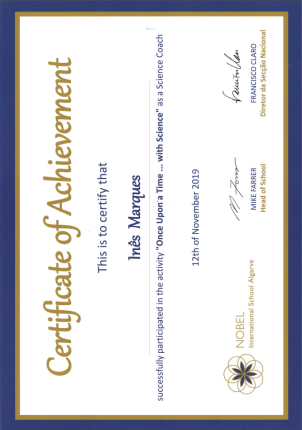 Certificate of Achievement
This is to certify that
Inês Marques
successfully participated in the activity "Once Upon a Time ... with Science" as a Science Coach
12th of November 2019
NOBEL
International School Algarve
MIKE FARRER
Head of School
FRANCISCO CLARO
Diretor da Secção Nacional